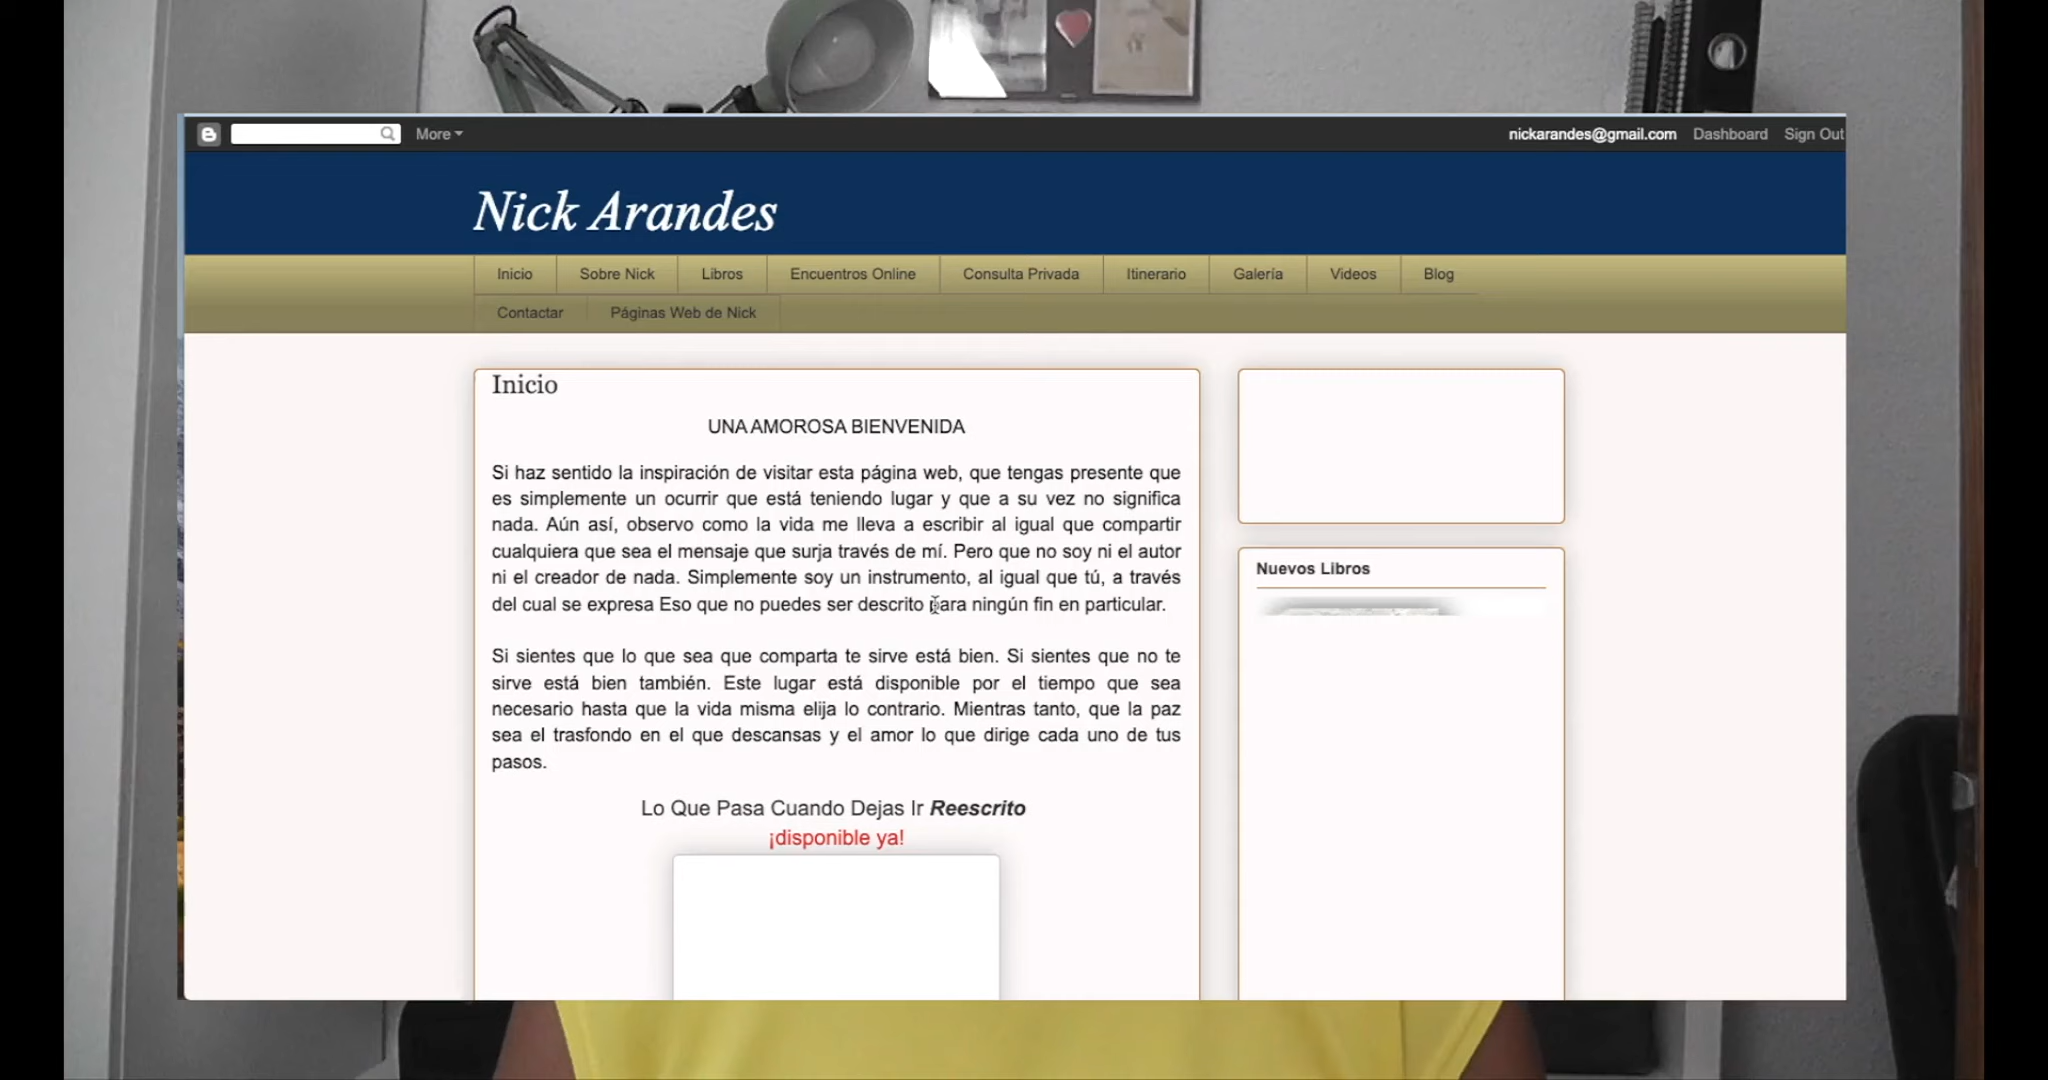 More
nickarandes@gmail.com Dashboard Sign Out
Nick Arandes
Inicio Sobre Nick Libros Encuentros Online Consulta Privada Itinerario Galería Videos Blog
Contactar Páginas Web de Nick
Inicio
UNA AMOROSA BIENVENIDA
Si haz sentido la inspiración de visitar esta página web, que tengas presente que
es simplemente un ocurrir que está teniendo lugar y que a su vez no significa
nada. Aún así, observo como la vida me lleva a escribir al igual que compartir
cualquiera que sea el mensaje que surja través de mí. Pero que no soy ni el autor
ni el creador de nada. Simplemente soy un instrumento, al igual que tú, a través
del cual se expresa Eso que no puedes ser descrito para ningún fin en particular.
Si sientes que lo que sea que comparta te sirve está bien. Si sientes que no te
sirve está bien también. Este lugar está disponible por el tiempo que sea
necesario hasta que la vida misma elija lo contrario. Mientras tanto, que la paz
sea el trasfondo en el que descansas y el amor lo que dirige cada uno de tus
pasos.
Lo Que Pasa Cuando Dejas Ir Reescrito
¡disponible ya!
Nuevos Libros